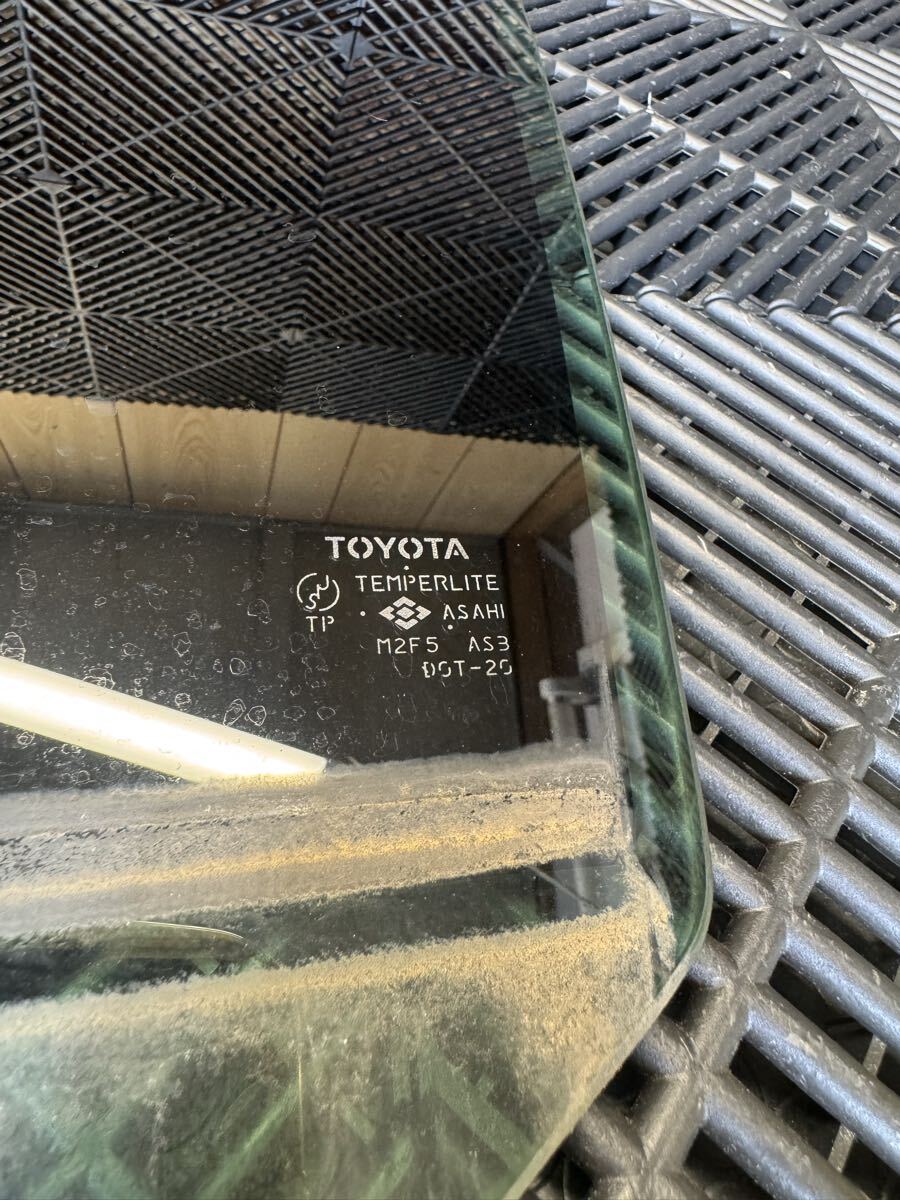 TOYOTA
TEMPERLITE
TP
ASAHI
M2F5 AS3
DOT-20